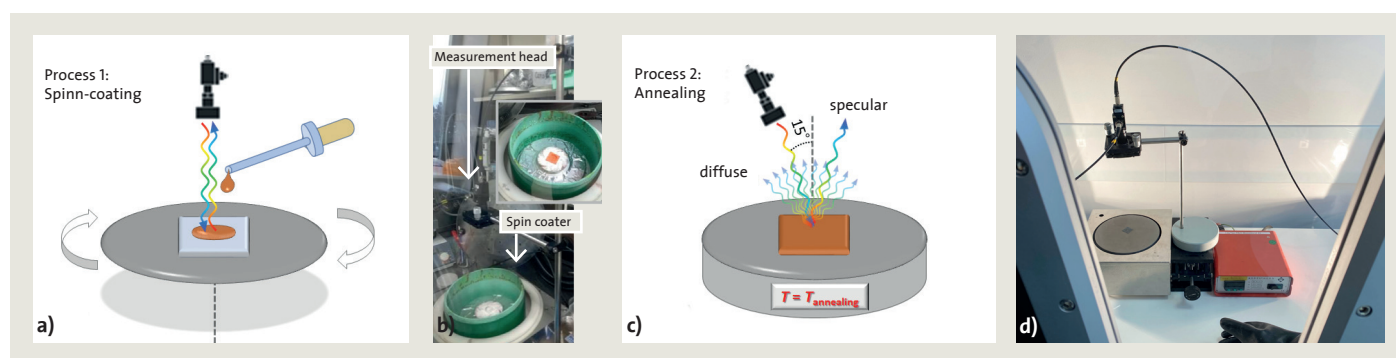 Process 1:
Spinn-coating
a)
Measurement head
Spin coater
b)
Process 2:
Annealing
15°
specular
diffuse
T = Tannealing
c)
d)